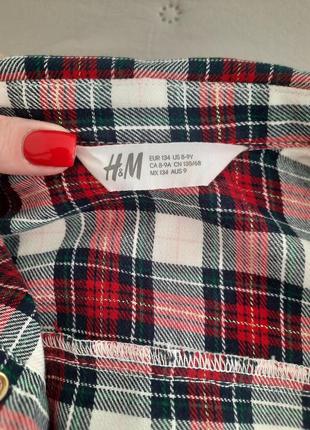 H&M
EUR 134 US 8-9Y
CA 8-9A CN 135/68
MX 134 AUS 9